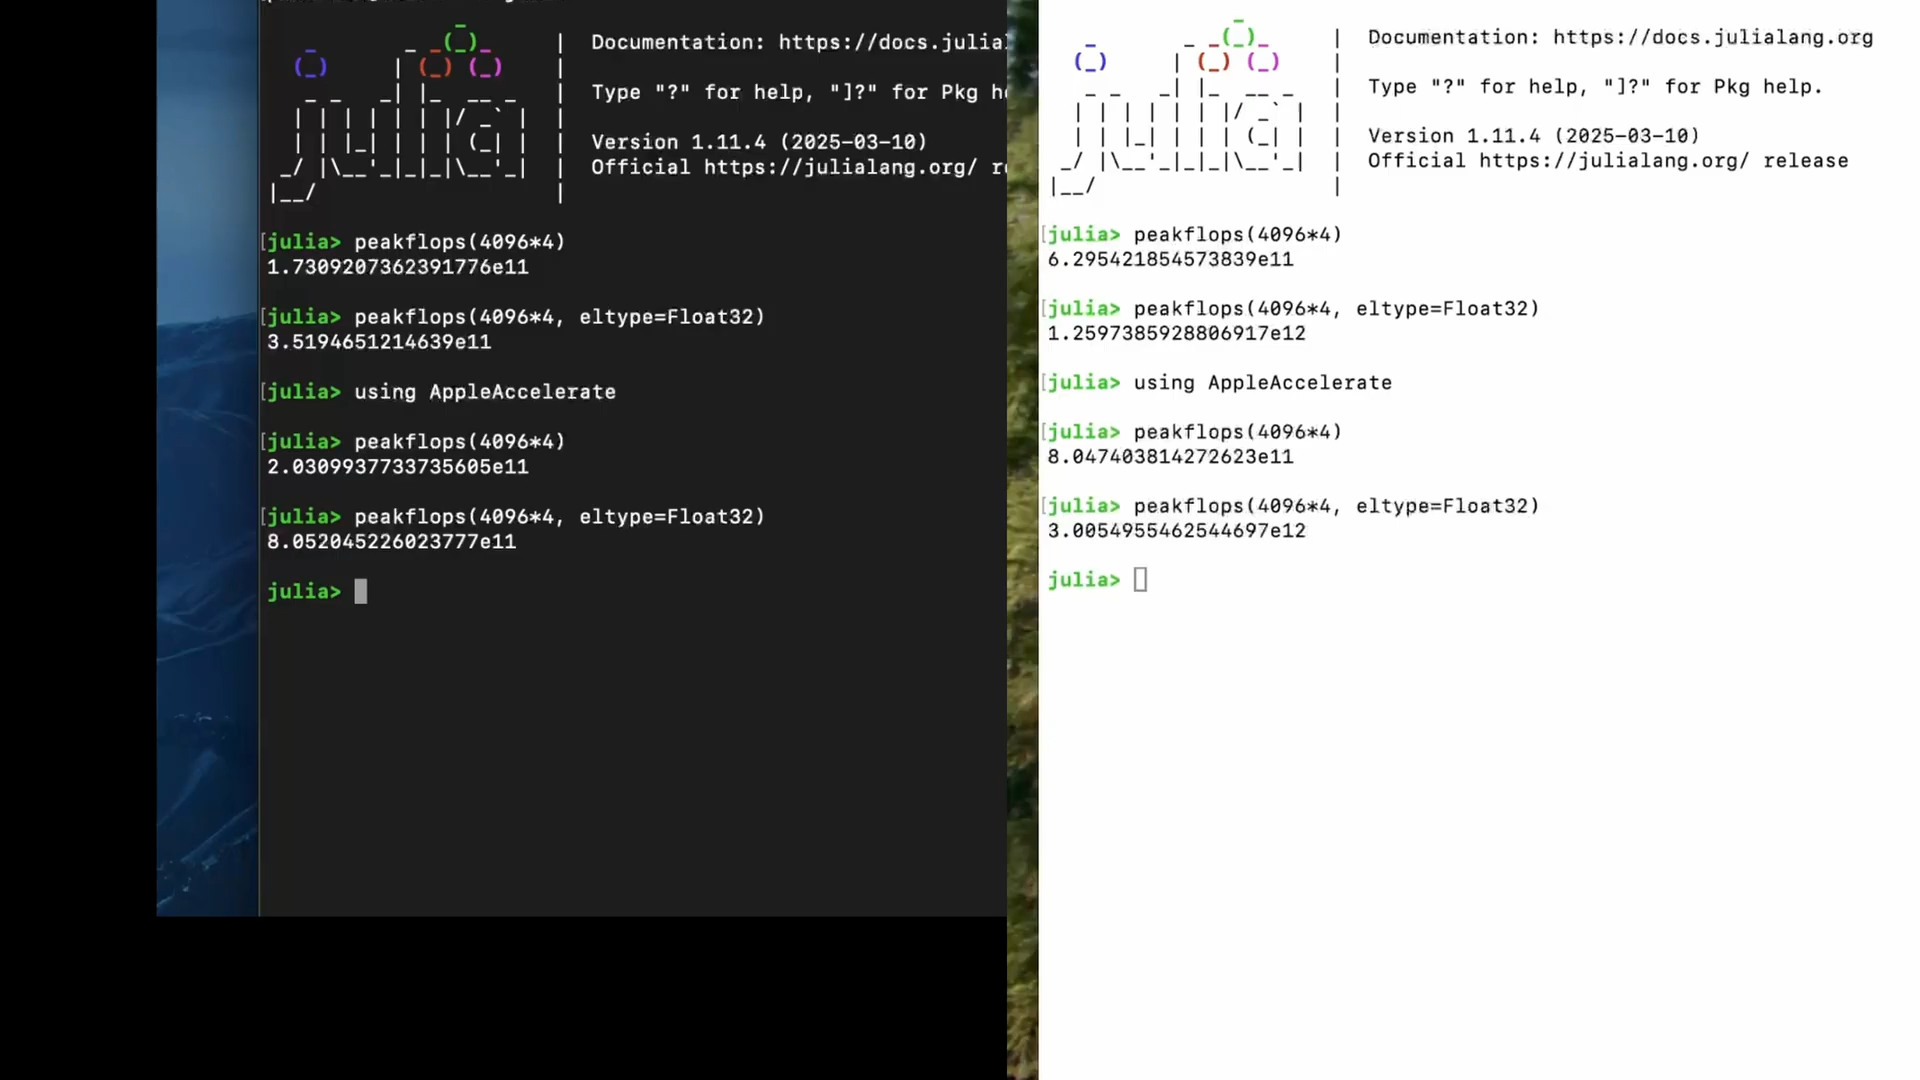 Documentation: https://docs.julia
Type "?" for help, "]?" for Pkg
Version 1.11.4 (2025-03-10)
Official https://julialang.org/
julia> peakflops(4096*4)
1.7309207362391776e11
julia> peakflops(4096*4, eltype=Float32)
3.5194651214639e11
julia> using AppleAccelerate
julia> peakflops(4096*4)
2.0309937733735605e11
julia> peakflops(4096*4, eltype=Float32)
8.052045226023777e11
julia>
Documentation: https://docs.julialang.org
Type "?" for help, "]?" for Pkg help.
Version 1.11.4 (2025-03-10)
Official https://julialang.org/ release
julia> peakflops(4096*4)
6.295421854573839e11
julia> peakflops(4096*4, eltype=Float32)
1.2597385928806917e12
julia> using AppleAccelerate
julia> peakflops(4096*4)
8.047403814272623e11
julia> peakflops(4096*4, eltype=Float32)
3.0054955462544697e12
julia>